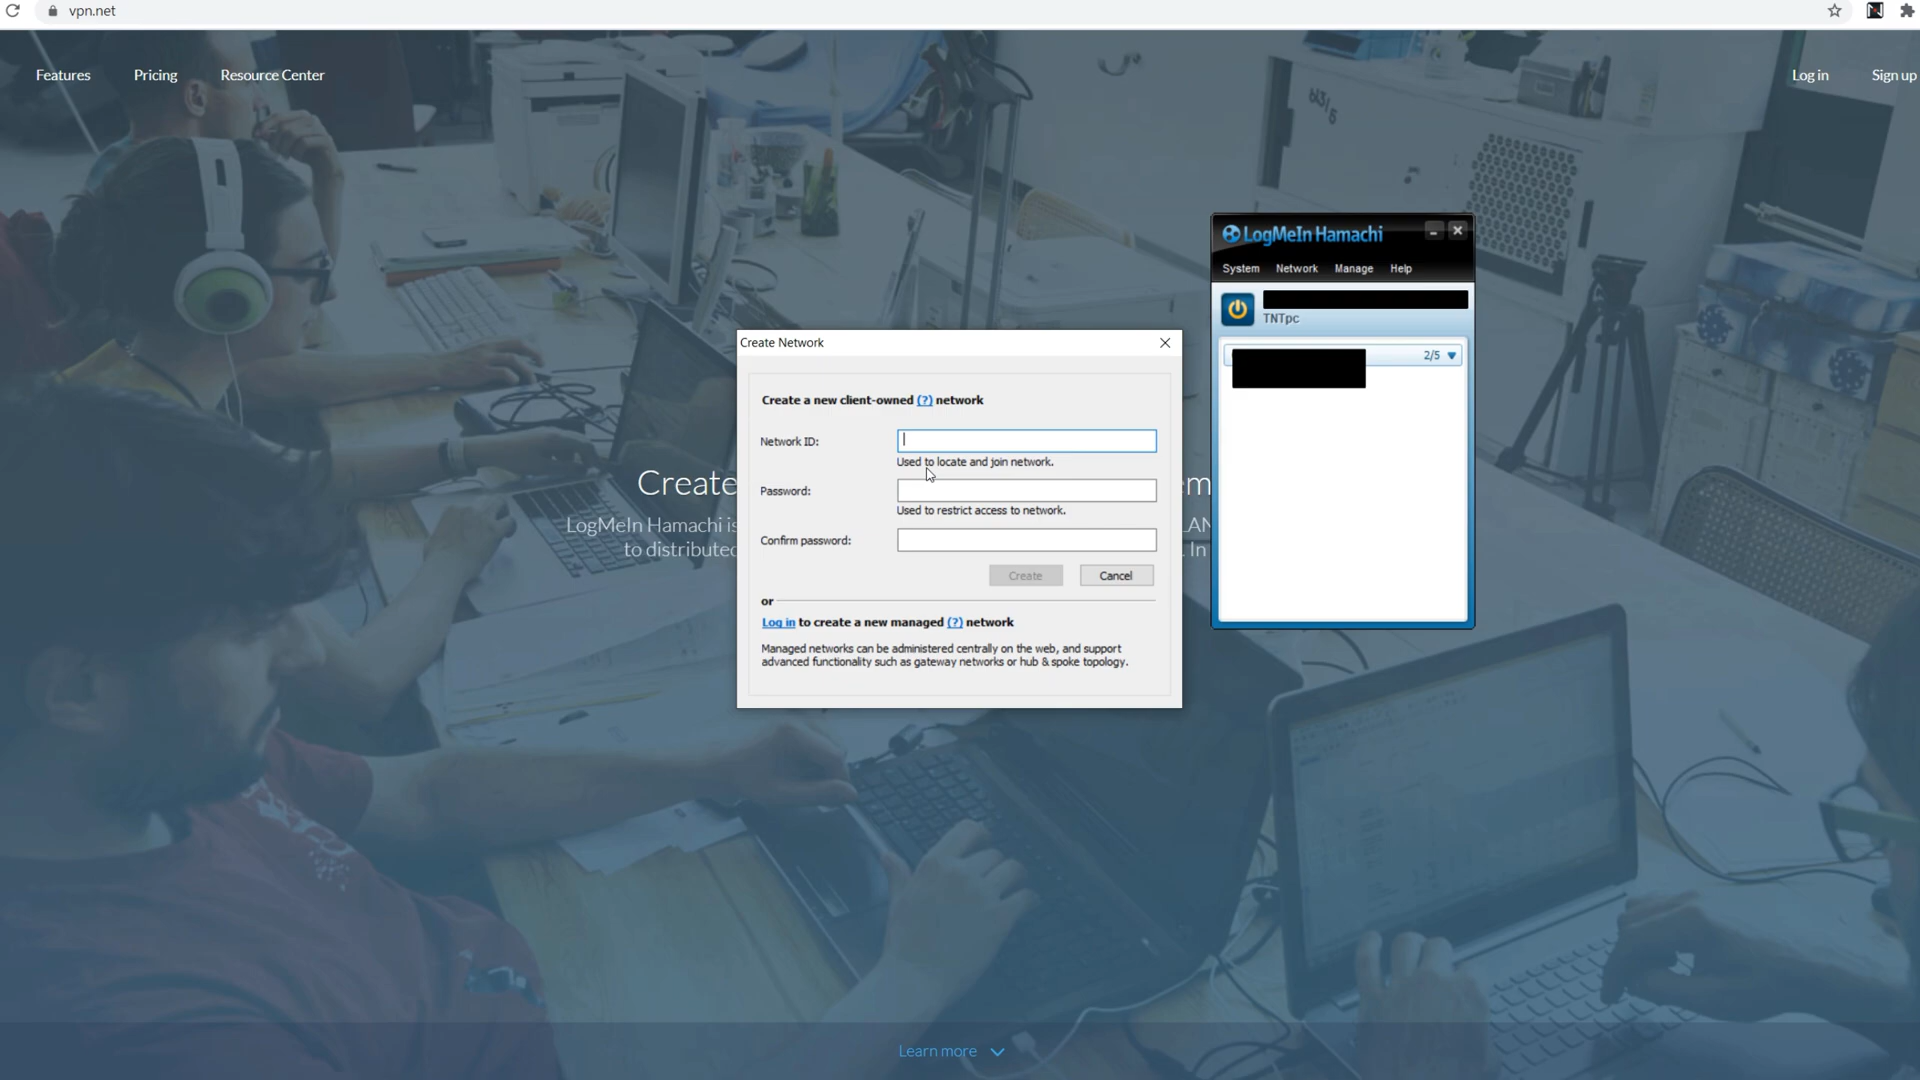 vpn.net
Features Pricing Resource Center Log in Sign up
LogMeIn Hamachi
System Network Manage Help
TNTpc
2/5
Create Network
Create a new client-owned (?) network
Network ID:
Used to locate and join network.
Password:
Used to restrict access to network.
Confirm password:
Create Cancel
or
Log in to create a new managed (?) network
Managed networks can be administered centrally on the web, and support
advanced functionality such as gateway networks or hub & spoke topology.
Create
LogMeIn Hamachi is
to distributed In
Learn more